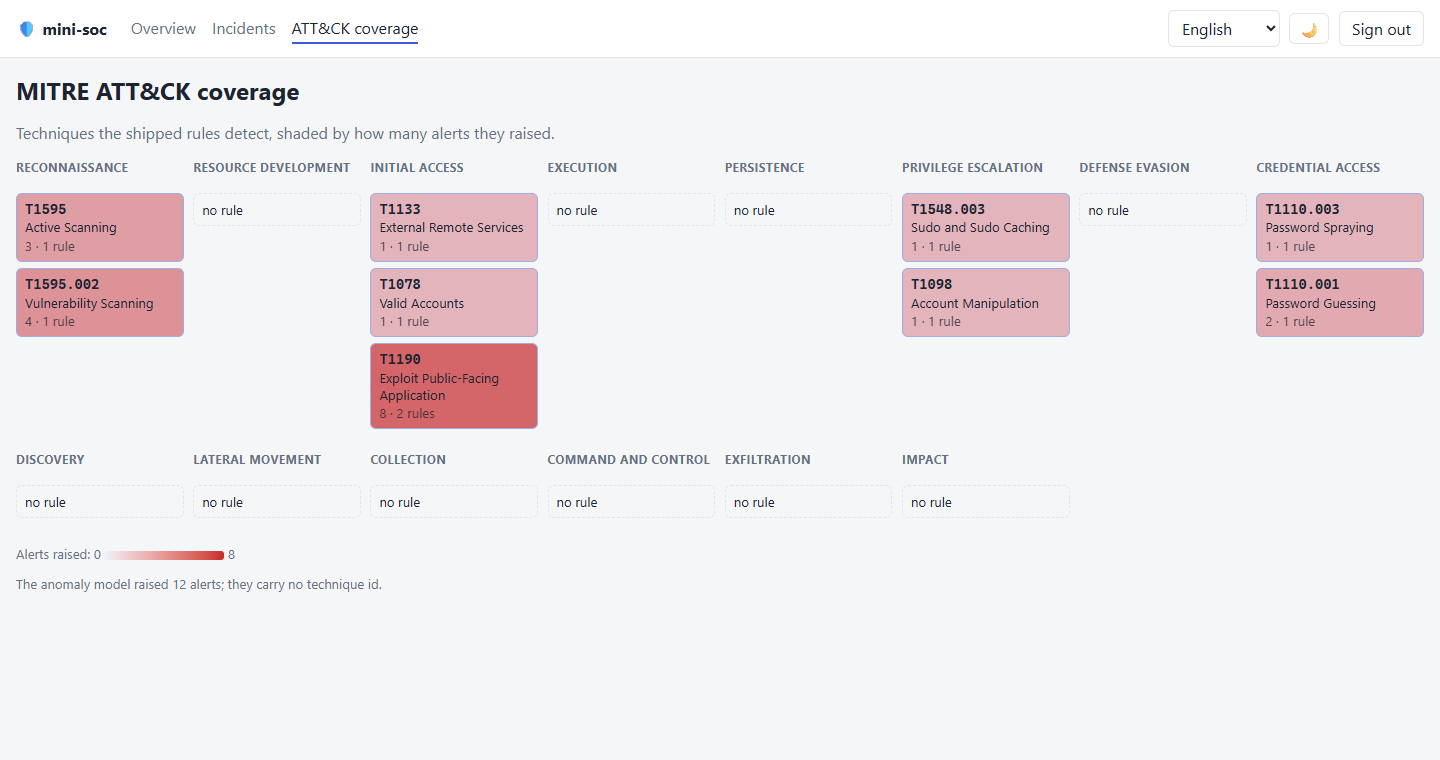 mini-soc Overview Incidents ATT&CK coverage English Sign out
MITRE ATT&CK coverage
Techniques the shipped rules detect, shaded by how many alerts they raised.
RECONNAISSANCE
T1595
Active Scanning
3 · 1 rule
T1595.002
Vulnerability Scanning
4 · 1 rule
RESOURCE DEVELOPMENT
no rule
INITIAL ACCESS
T1133
External Remote Services
1 · 1 rule
T1078
Valid Accounts
1 · 1 rule
T1190
Exploit Public-Facing
Application
8 · 2 rules
EXECUTION
no rule
PERSISTENCE
no rule
PRIVILEGE ESCALATION
T1548.003
Sudo and Sudo Caching
1 · 1 rule
T1098
Account Manipulation
1 · 1 rule
DEFENSE EVASION
no rule
CREDENTIAL ACCESS
T1110.003
Password Spraying
1 · 1 rule
T1110.001
Password Guessing
2 · 1 rule
DISCOVERY
no rule
LATERAL MOVEMENT
no rule
COLLECTION
no rule
COMMAND AND CONTROL
no rule
EXFILTRATION
no rule
IMPACT
no rule
Alerts raised: 0 8
The anomaly model raised 12 alerts; they carry no technique id.